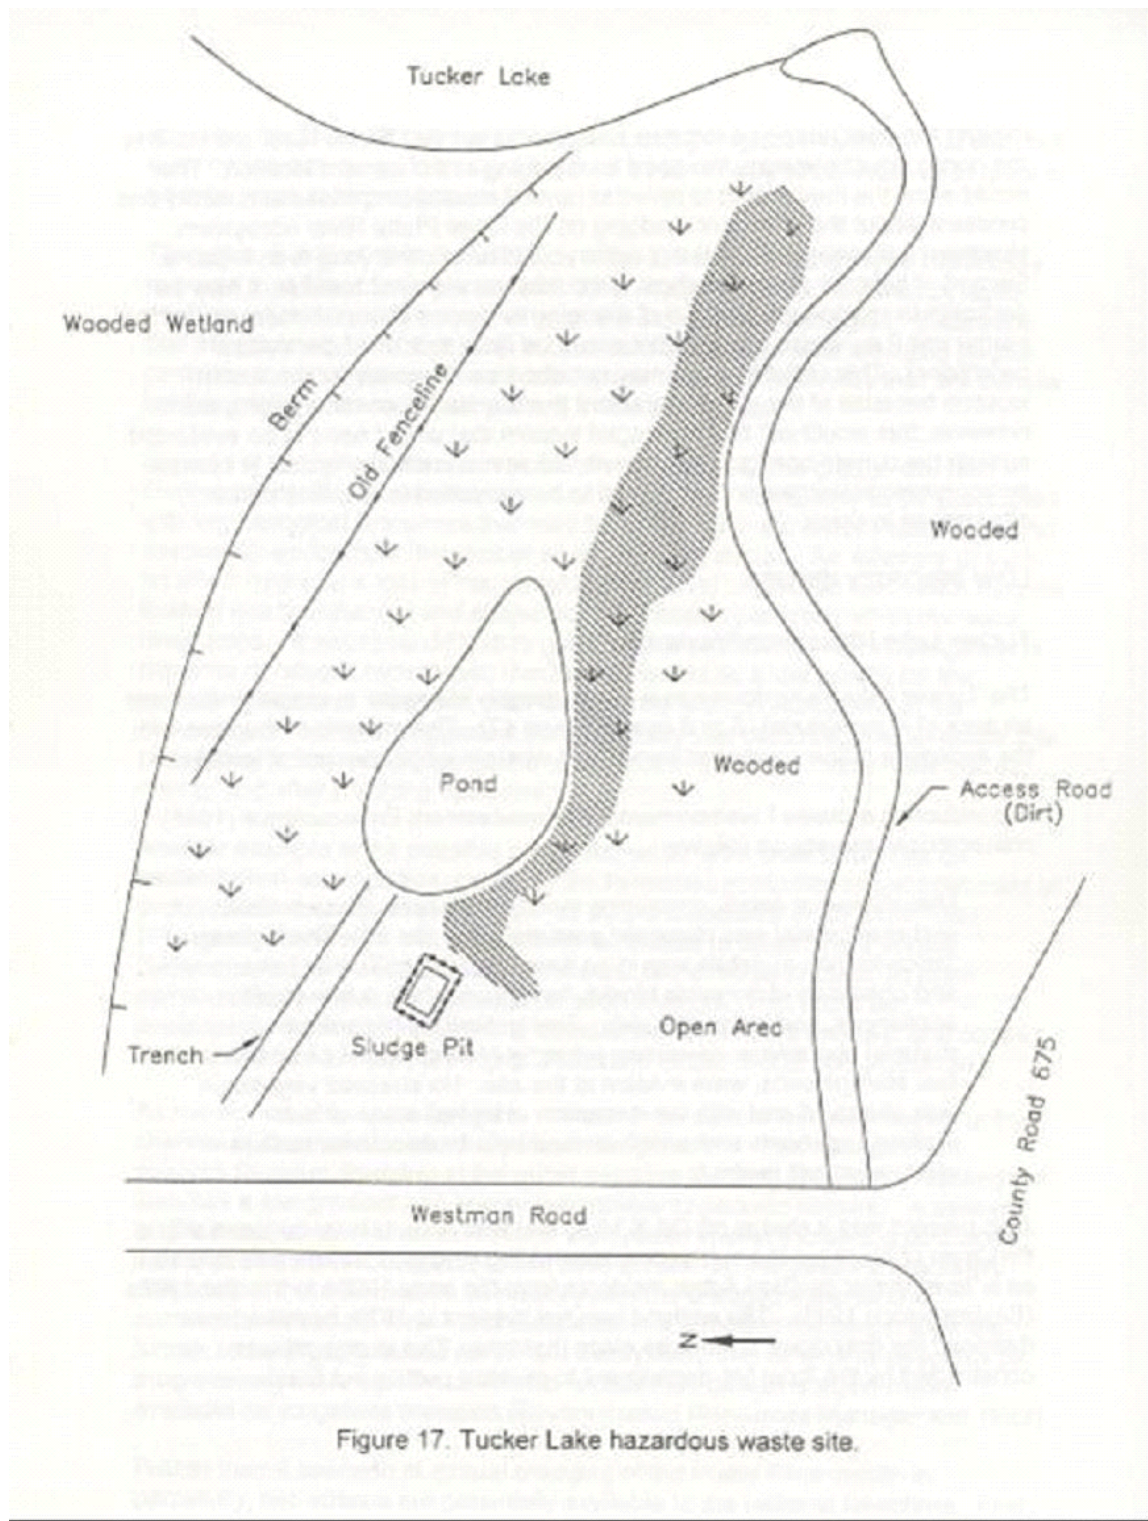 Tucker Lake
Wooded Wetland
Berm
Old Fenceline
Wooded
Pond
Wooded
Access Road
(Dirt)
Open Area
Trench
Sludge Pit
County Road 675
Westman Road
N
Figure 17. Tucker Lake hazardous waste site.